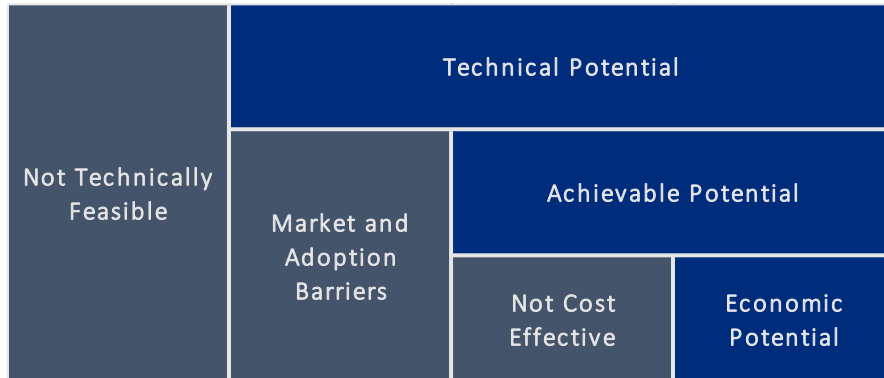 Technical Potential
Not Technically
Feasible
Achievable Potential
Market and
Adoption
Barriers
Not Cost
Effective
Economic
Potential